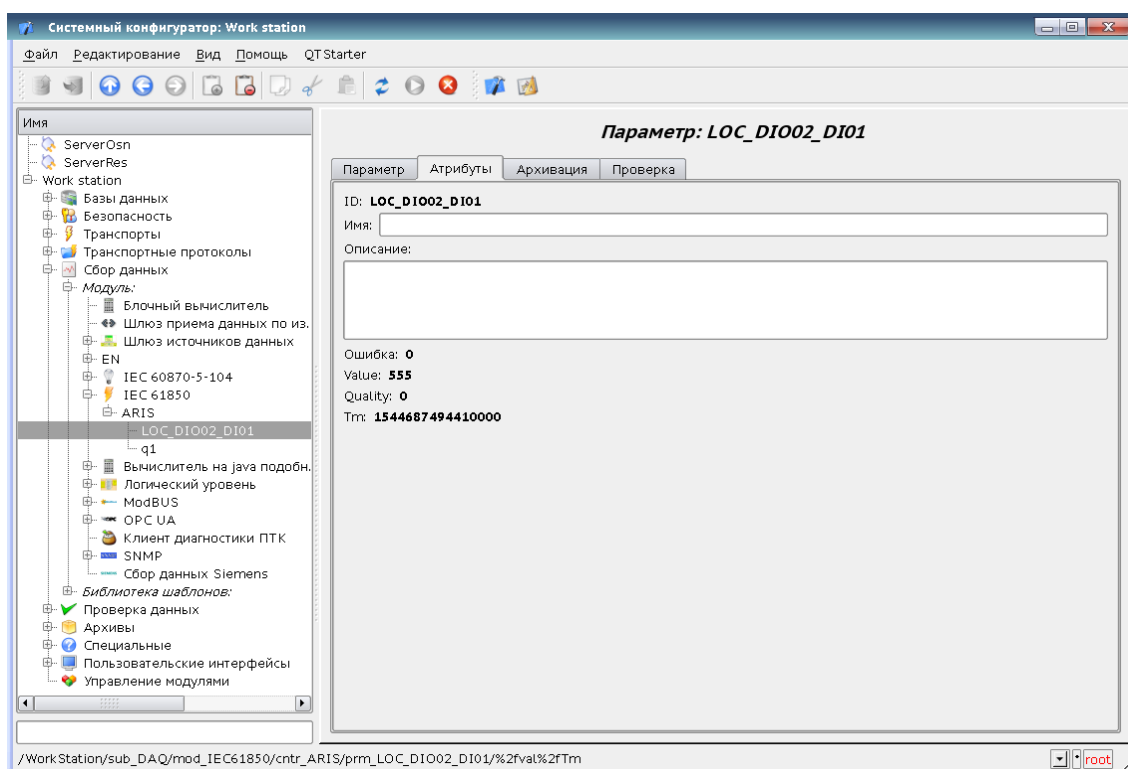 Системный конфигуратор: Work station
Файл Редактирование Вид Помощь QTStarter
Имя
ServerOsn
ServerRes
Work station
Базы данных
Безопасность
Транспорты
Транспортные протоколы
Сбор данных
Модуль:
Блочный вычислитель
Шлюз приема данных по из.
Шлюз источников данных
EN
IEC 60870-5-104
IEC 61850
ARIS
LOC_DIO02_DI01
q1
Вычислитель на java подобн.
Логический уровень
ModBUS
OPC UA
Клиент диагностики ПТК
SNMP
Сбор данных Siemens
Библиотека шаблонов:
Проверка данных
Архивы
Специальные
Пользовательские интерфейсы
Управление модулями
Параметр: LOC_DIO02_DI01
Параметр Атрибуты Архивация Проверка
ID: LOC_DIO02_DI01
Имя:
Описание:
Ошибка: 0
Value: 555
Quality: 0
Tm: 1544687494410000
/WorkStation/sub_DAQ/mod_IEC61850/cntr_ARIS/prm_LOC_DIO02_DI01/%2fval%2fTm
root